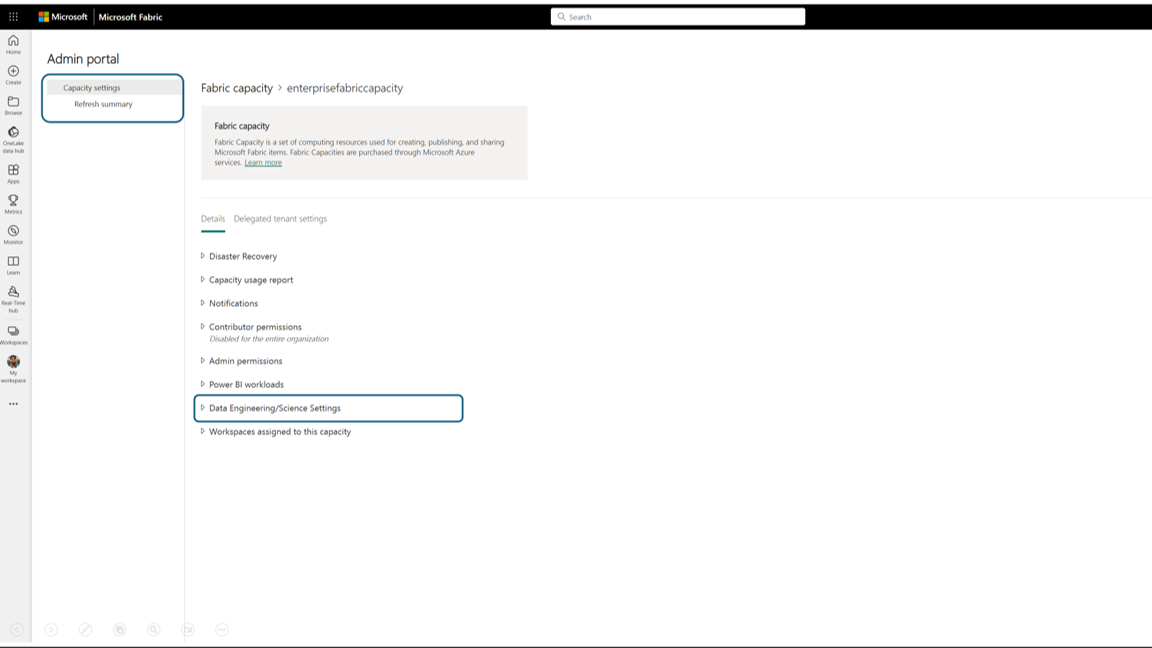 Microsoft Microsoft Fabric
Search
Home
Create
Browse
OneLake
data hub
Apps
Metrics
Monitor
Learn
Real-Time
hub
Workspaces
My
workspace
Admin portal
Capacity settings
Refresh summary
Fabric capacity > enterprisefabriccapacity
Fabric capacity
Fabric Capacity is a set of computing resources used for creating, publishing, and sharing
Microsoft Fabric items. Fabric Capacities are purchased through Microsoft Azure
services. Learn more
Details Delegated tenant settings
Disaster Recovery
Capacity usage report
Notifications
Contributor permissions
Disabled for the entire organization
Admin permissions
Power BI workloads
Data Engineering/Science Settings
Workspaces assigned to this capacity